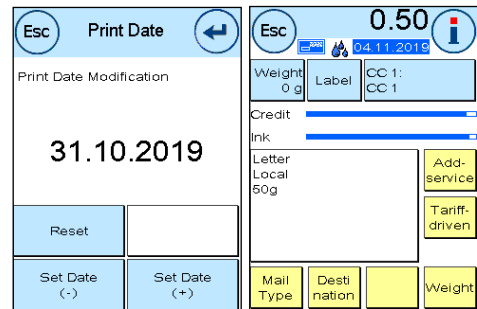 Esc
Print Date
Print Date Modification
31.10.2019
Reset
Set Date
(-)
Set Date
(+)
Esc
0.50
i
04.11.2019
Weight
0 g
Label
CC 1:
CC 1
Credit
Ink
Letter
Local
50g
Add-
service
Tariff-
driven
Mail
Type
Desti
nation
Weight